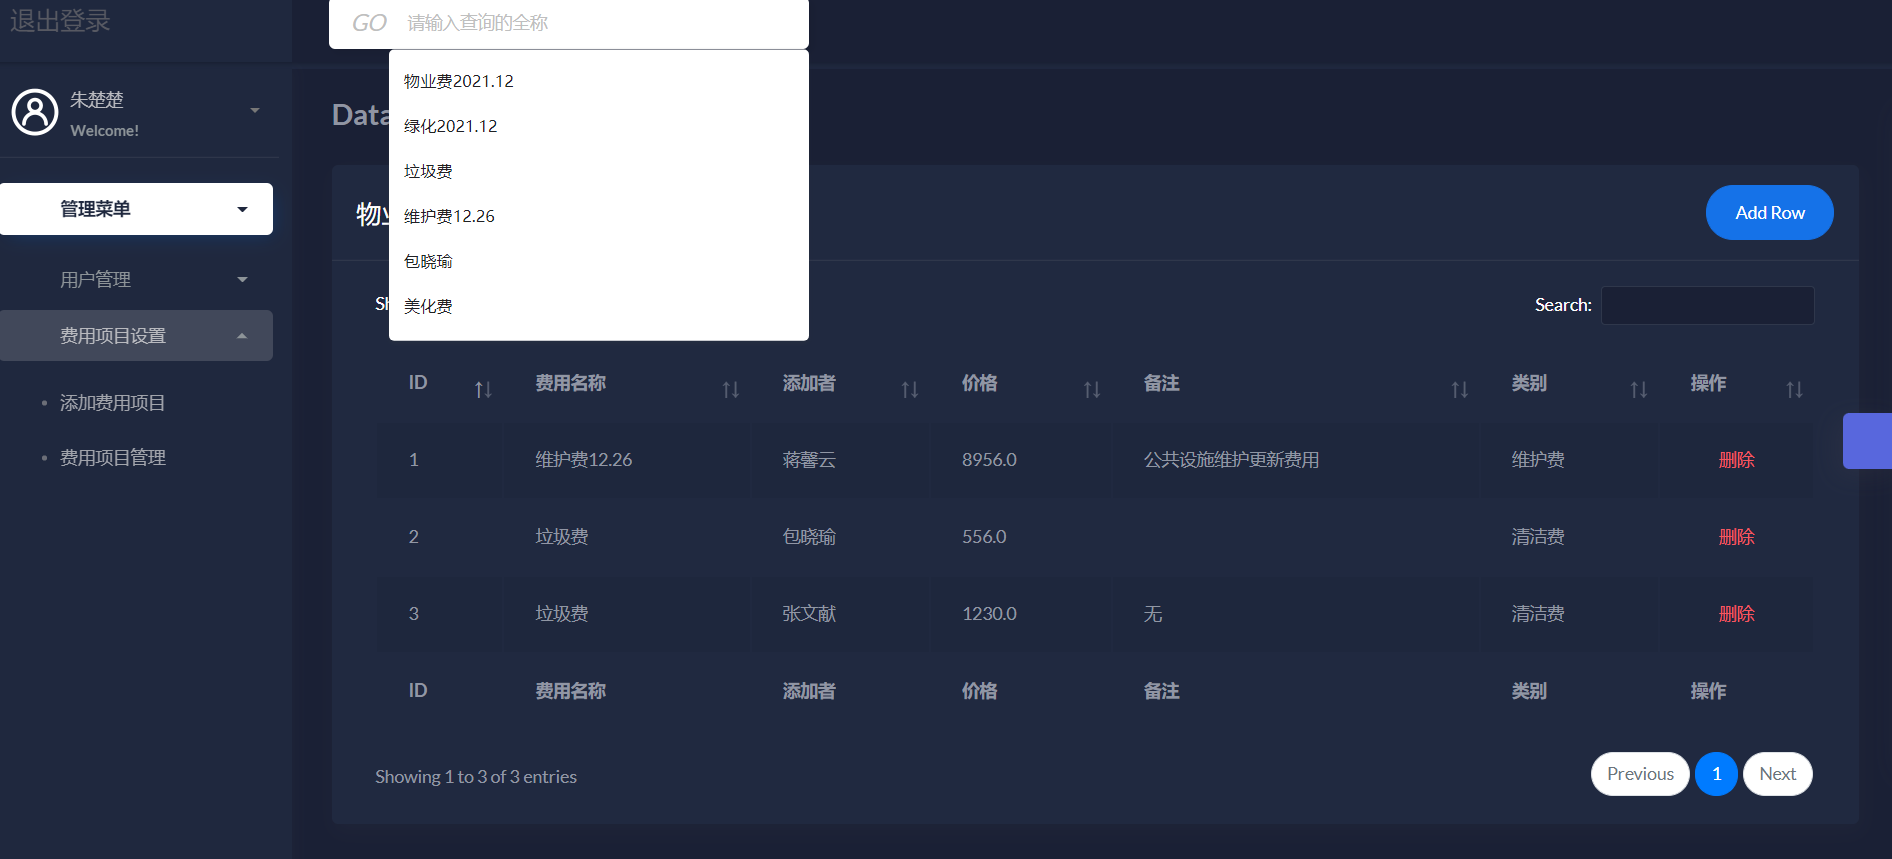 退出登录
GO 请输入查询的全称
朱楚楚
Welcome!
管理菜单
用户管理
费用项目设置
添加费用项目
费用项目管理
物业费2021.12
绿化2021.12
垃圾费
维护费12.26
包晓瑜
美化费
Data
物业
Add Row
Sh
Search:
ID 费用名称 添加者 价格 备注 类别 操作
1 维护费12.26 蒋馨云 8956.0 公共设施维护更新费用 维护费 删除
2 垃圾费 包晓瑜 556.0 清洁费 删除
3 垃圾费 张文献 1230.0 无 清洁费 删除
ID 费用名称 添加者 价格 备注 类别 操作
Showing 1 to 3 of 3 entries
Previous 1 Next